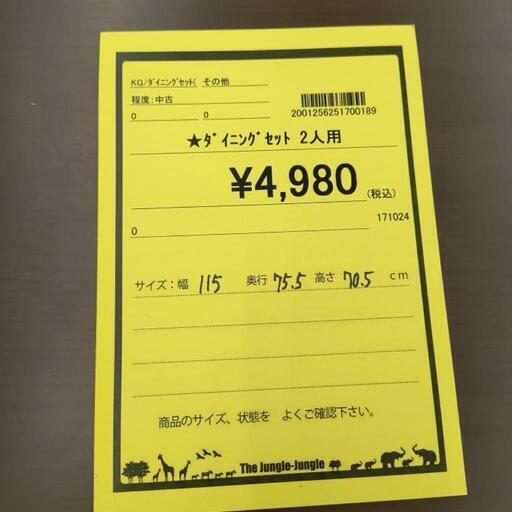 KG/ﾀﾞｲﾆﾝｸﾞｾｯﾄ( その他
程度:中古
0 0
2001256251700189
★ﾀﾞｲﾆﾝｸﾞｾｯﾄ 2人用
¥4,980 (税込)
0 171024
サイズ：幅 115 奥行 75.5 高さ 70.5 cm
商品のサイズ、状態を よくご確認下さい。
The Jungle-Jungle